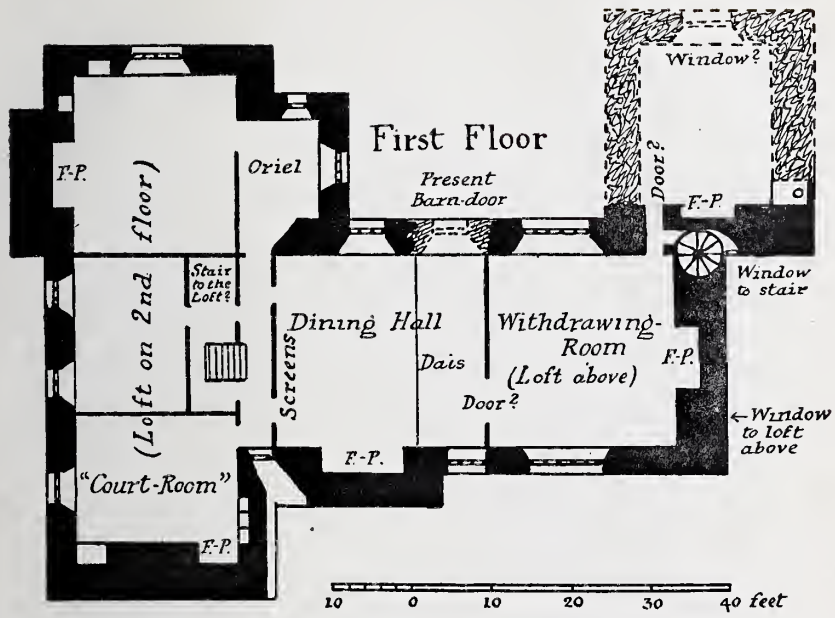 First Floor
Window?
Door?
F.-P.
Oriel
Present
Barn-door
F.-P.
(Loft on 2nd floor)
Stair
to the
Loft?
Window
to stair
Screens
Dining Hall
Dais
Withdrawing-
Room
(Loft above)
F.-P.
Door?
←Window
to loft
above
"Court-Room"
F.-P.
F.-P.
10 0 10 20 30 40 feet